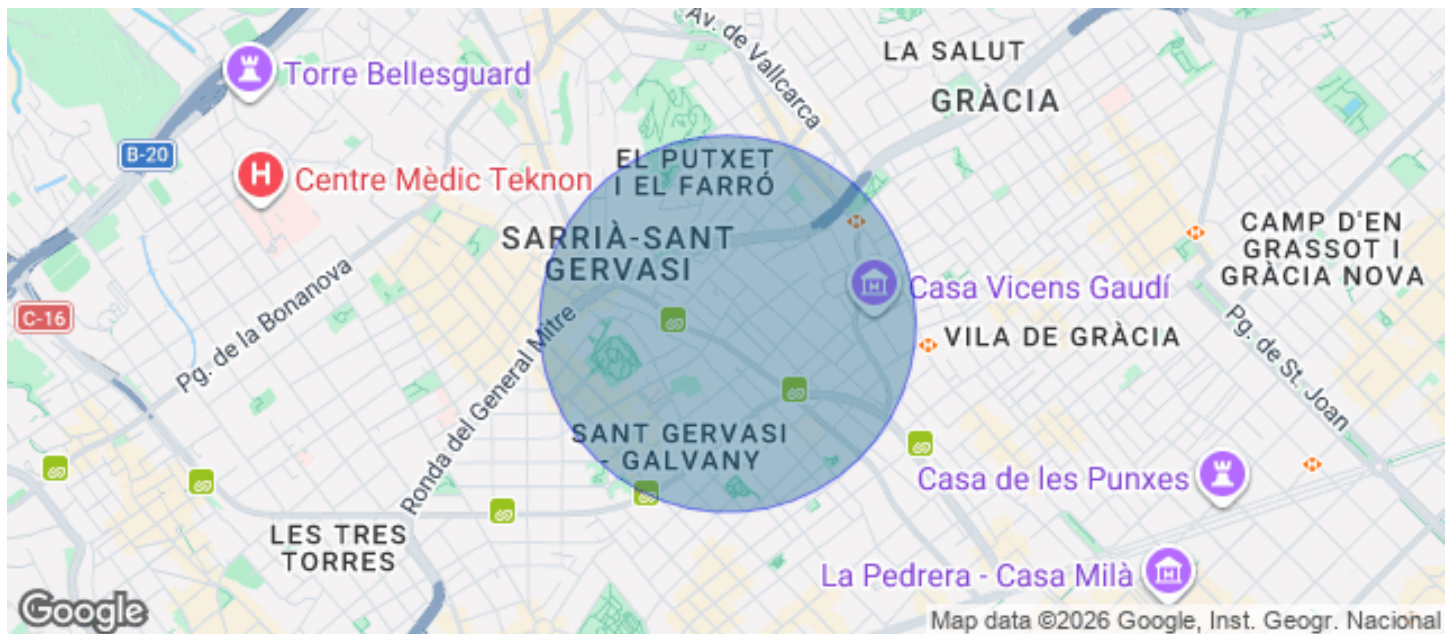 Av. de Vallcarca
LA SALUT
GRÀCIA
Torre Bellesguard
B-20
H
Centre Mèdic Teknon
EL PUTXET
I EL FARRÓ
SARRIÀ-SANT
GERVASI
CAMP D'EN
GRASSOT I
GRÀCIA NOVA
Casa Vicens Gaudí
C-16
Pg. de la Bonanova
VILA DE GRÀCIA
Ronda del General Mitre
Pg. de St. Joan
SANT GERVASI
- GALVANY
Casa de les Punxes
LES TRES
TORRES
La Pedrera - Casa Milà
Google
Map data ©2026 Google, Inst. Geogr. Nacional